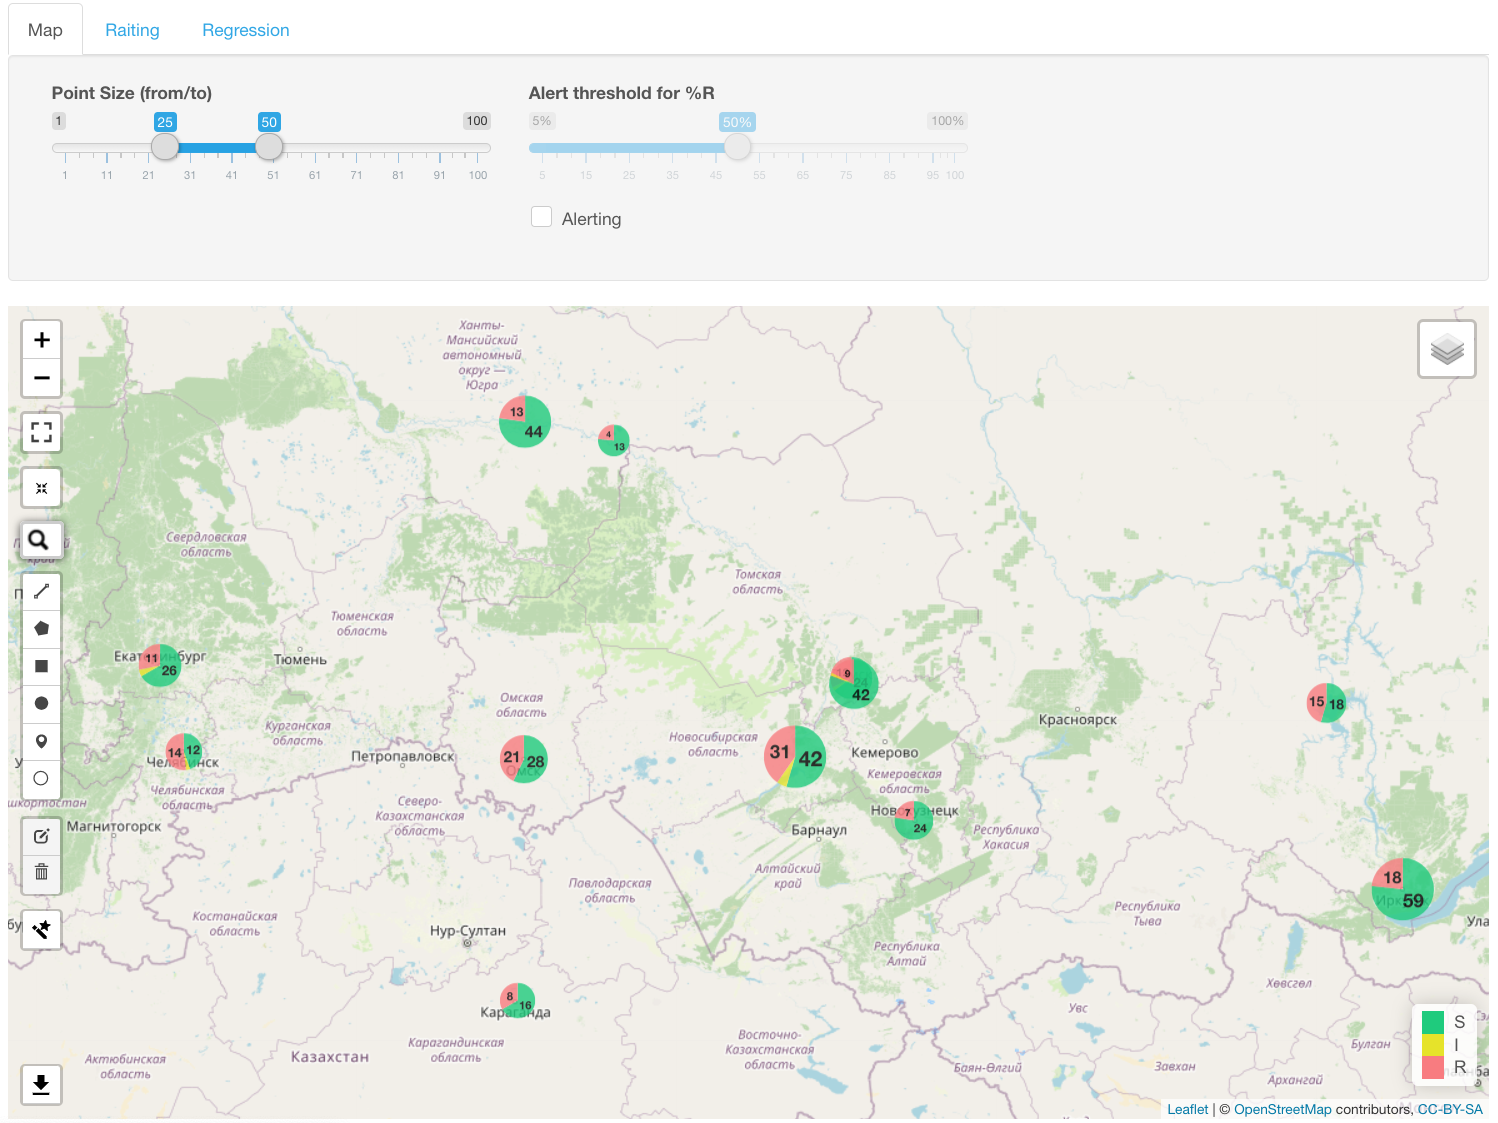 Map
Raiting
Regression
Point Size (from/to)
1
25
50
100
1 11 21 31 41 51 61 71 81 91 100
Alert threshold for %R
5%
50%
100%
5 15 25 35 45 55 65 75 85 95 100
Alerting
+
−
Ханты-
Мансийский
автономный
округ —
Югра
13
44
4
13
Свердловская
область
Томская
область
Тюменская
область
Екатеринбург
11
26
Тюмень
9
42
Омская
область
15
18
Красноярск
Курганская
область
Новосибирская
область
31
42
14
12
Челябинск
Петропавловск
21
28
Омск
Кемерово
Кемеровская
область
Челябинская
область
Северо-
Казахстанская
область
Магнитогорск
Новокузнецк
7
24
Барнаул
Республика
Хакасия
Алтайский
край
Павлодарская
область
18
59
Костанайская
область
Республика
Тыва
Нур-Султан
Республика
Алтай
Хөвсгөл
8
16
Караганда
Увс
Казахстан
Карагандинская
область
Восточно-
Казахстанская
область
Актюбинская
область
Баян-Өлгий
Завхан
Булган
Архангай
S
I
R
Leaflet | © OpenStreetMap contributors, CC-BY-SA